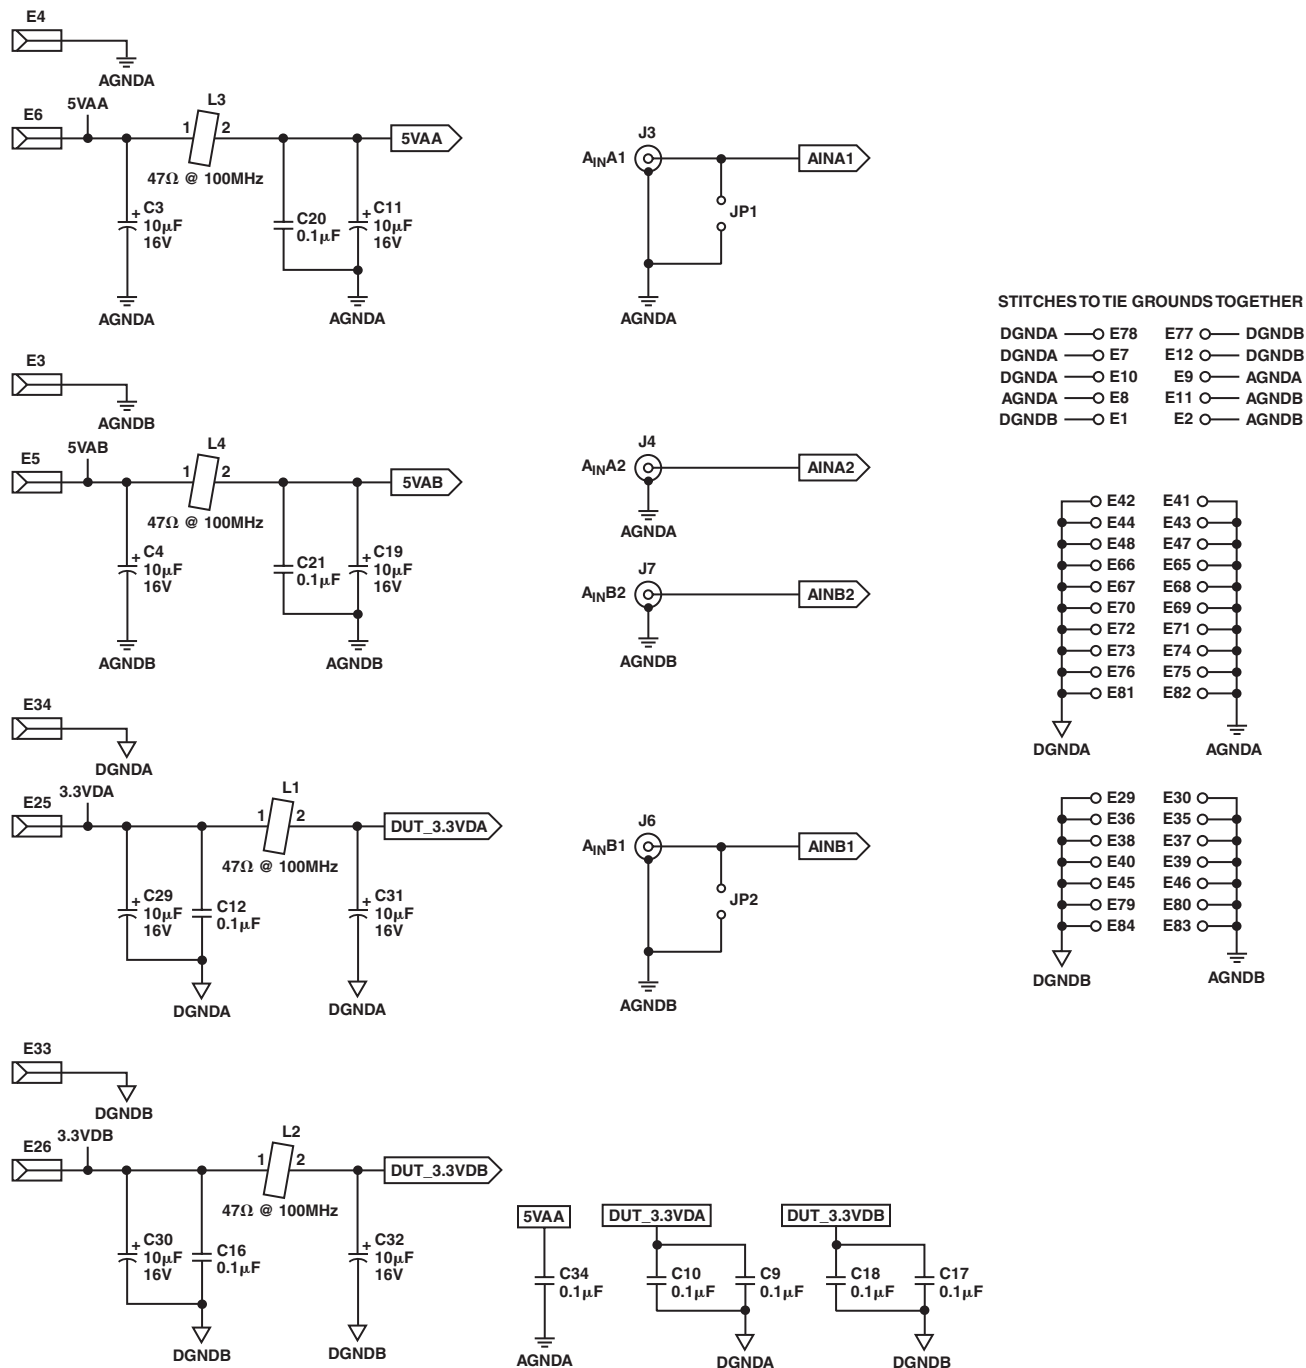 E4
AGNDA
E6
5VAA
L3
1
2
5VAA
47Ω @ 100MHz
+ C3
10µF
16V
C20
0.1µF
+ C11
10µF
16V
AGNDA
AGNDA
J3
AINA1
AINA1
JP1
AGNDA
E3
AGNDB
E5
5VAB
L4
1
2
5VAB
47Ω @ 100MHz
+ C4
10µF
16V
C21
0.1µF
+ C19
10µF
16V
AGNDB
AGNDB
J4
AINA2
AINA2
AGNDA
J7
AINB2
AINB2
AGNDB
E34
DGNDA
E25
3.3VDA
L1
1
2
DUT_3.3VDA
47Ω @ 100MHz
+ C29
10µF
16V
C12
0.1µF
+ C31
10µF
16V
DGNDA
DGNDA
J6
AINB1
AINB1
JP2
AGNDB
E33
DGNDB
E26
3.3VDB
L2
1
2
DUT_3.3VDB
47Ω @ 100MHz
+ C30
10µF
16V
C16
0.1µF
+ C32
10µF
16V
DGNDB
DGNDB
5VAA
C34
0.1µF
AGNDA
DUT_3.3VDA
C10
0.1µF
C9
0.1µF
DGNDA
DUT_3.3VDB
C18
0.1µF
C17
0.1µF
DGNDB
STITCHES TO TIE GROUNDS TOGETHER
DGNDA E78 E77 DGNDB
DGNDA E7 E12 DGNDB
DGNDA E10 E9 AGNDA
AGNDA E8 E11 AGNDB
DGNDB E1 E2 AGNDB
E42 E41
E44 E43
E48 E47
E66 E65
E67 E68
E70 E69
E72 E71
E73 E74
E76 E75
E81 E82
DGNDA AGNDA
E29 E30
E36 E35
E38 E37
E40 E39
E45 E46
E79 E80
E84 E83
DGNDB AGNDB